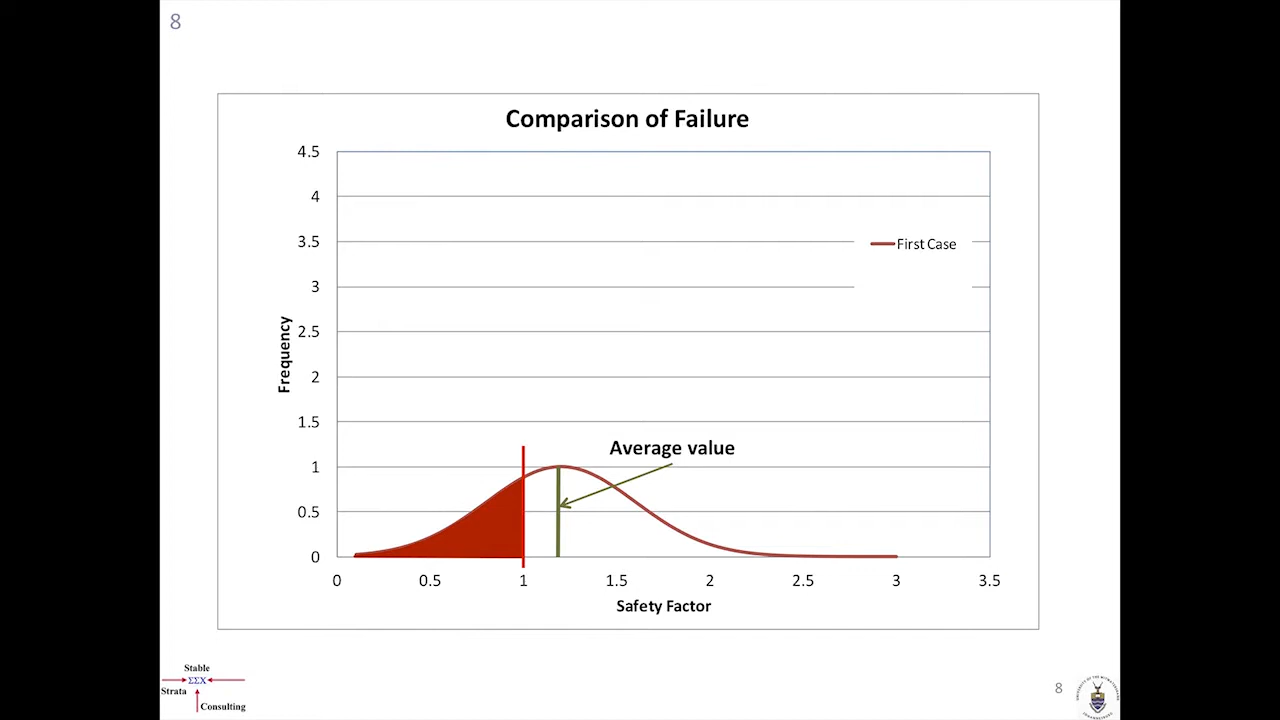 8
Comparison of Failure
4.5
4
3.5
3
2.5
2
1.5
1
0.5
0
Frequency
First Case
Average value
0 0.5 1 1.5 2 2.5 3 3.5
Safety Factor
Stable
ΣΣX
Strata
Consulting
8